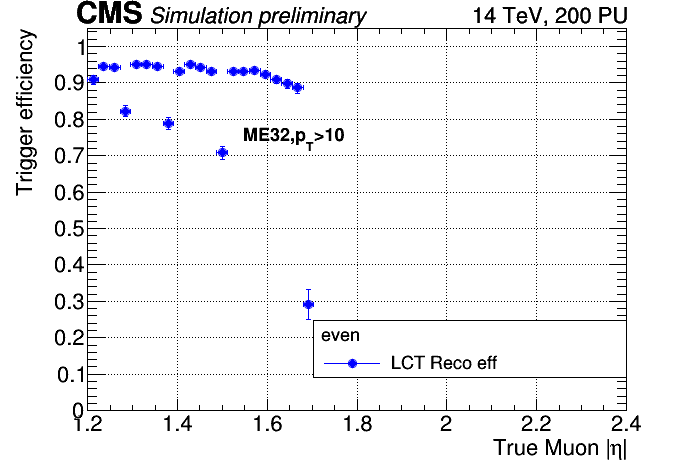 CMS Simulation preliminary 14 TeV, 200 PU
Trigger efficiency
1
0.9
0.8
0.7
0.6
0.5
0.4
0.3
0.2
0.1
0
ME32,pT>10
even
LCT Reco eff
1.2 1.4 1.6 1.8 2 2.2 2.4
True Muon |η|